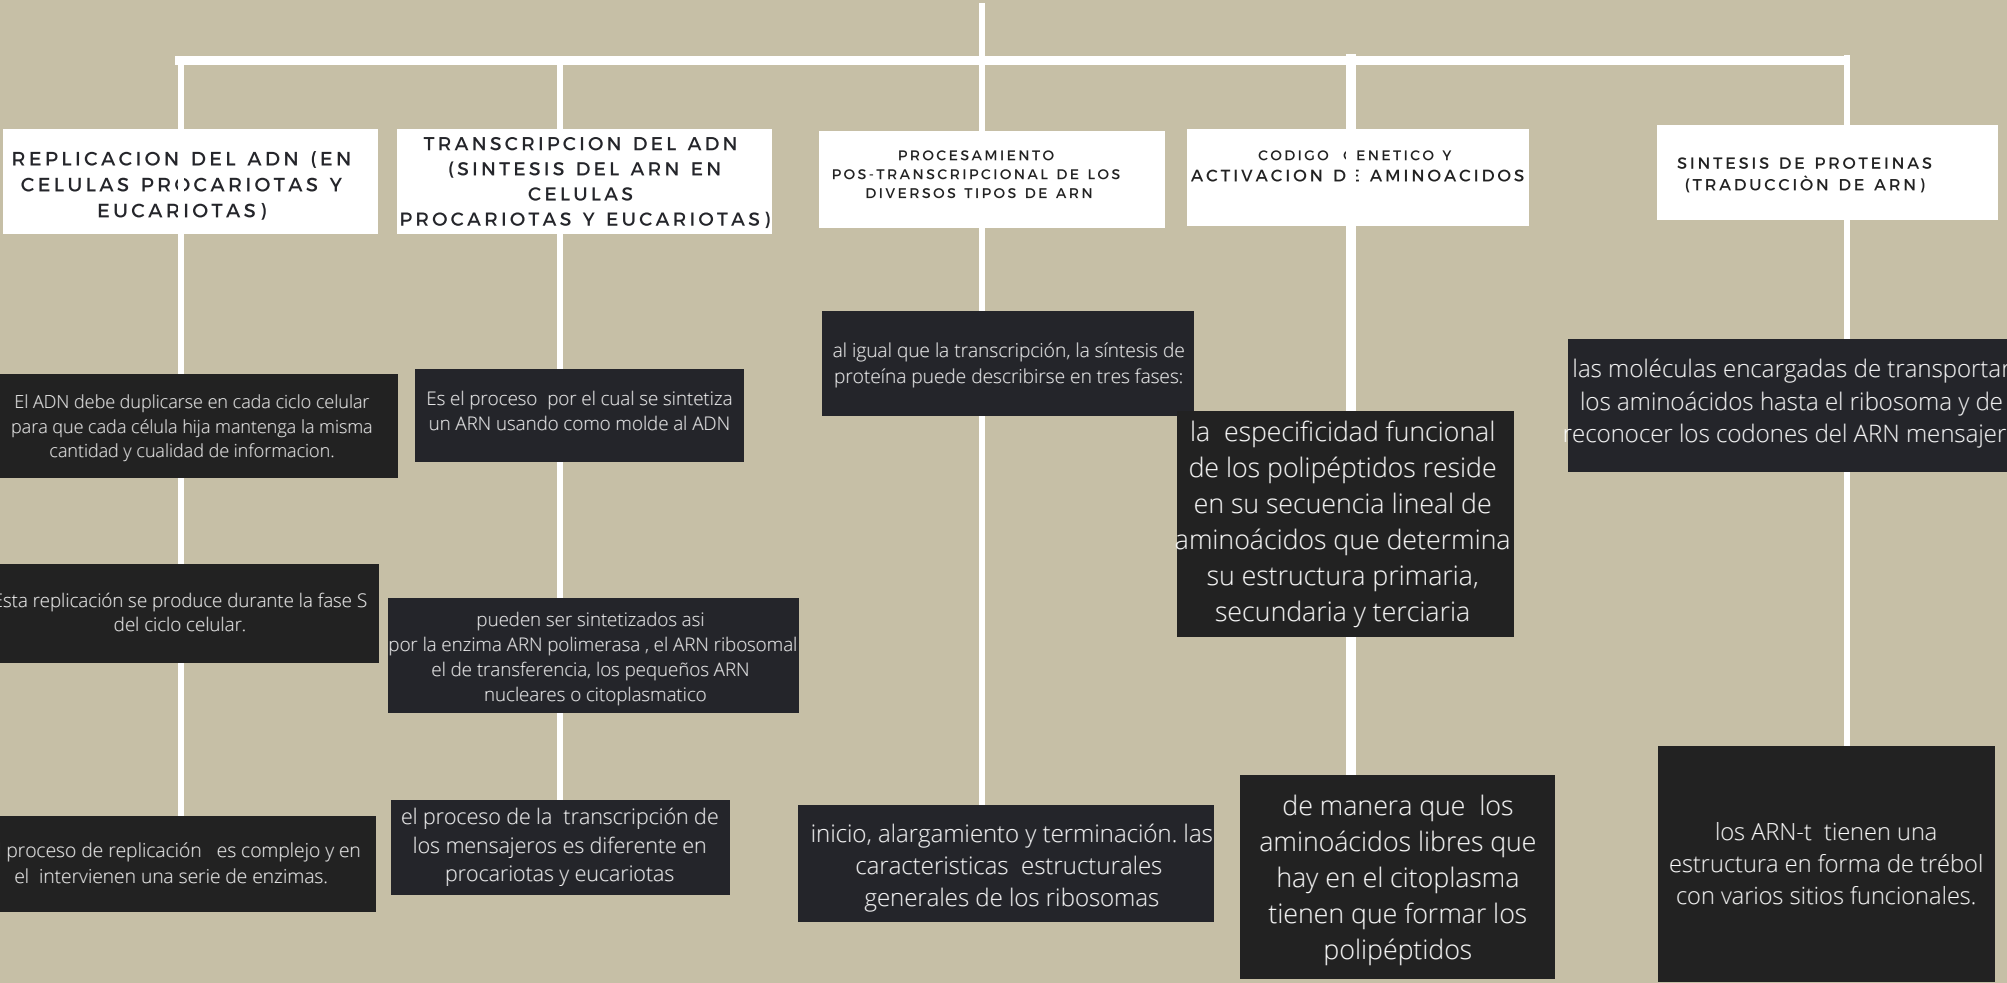 REPLICACION DEL ADN (EN
CELULAS PROCARIOTAS Y
EUCARIOTAS)
El ADN debe duplicarse en cada ciclo celular
para que cada célula hija mantenga la misma
cantidad y cualidad de informacion.
Esta replicación se produce durante la fase S
del ciclo celular.
proceso de replicación es complejo y en
el intervienen una serie de enzimas.
TRANSCRIPCION DEL ADN
(SINTESIS DEL ARN EN
CELULAS
PROCARIOTAS Y EUCARIOTAS)
Es el proceso por el cual se sintetiza
un ARN usando como molde al ADN
pueden ser sintetizados asi
por la enzima ARN polimerasa , el ARN ribosomal
el de transferencia, los pequeños ARN
nucleares o citoplasmatico
el proceso de la transcripción de
los mensajeros es diferente en
procariotas y eucariotas
PROCESAMIENTO
POS-TRANSCRIPCIONAL DE LOS
DIVERSOS TIPOS DE ARN
al igual que la transcripción, la síntesis de
proteína puede describirse en tres fases:
inicio, alargamiento y terminación. las
caracteristicas estructurales
generales de los ribosomas
CODIGO GENETICO Y
ACTIVACION DE AMINOACIDOS
la especificidad funcional
de los polipéptidos reside
en su secuencia lineal de
aminoácidos que determina
su estructura primaria,
secundaria y terciaria
de manera que los
aminoácidos libres que
hay en el citoplasma
tienen que formar los
polipéptidos
SINTESIS DE PROTEINAS
(TRADUCCIÒN DE ARN)
las moléculas encargadas de transportar
los aminoácidos hasta el ribosoma y de
reconocer los codones del ARN mensajer
los ARN-t tienen una
estructura en forma de trébol
con varios sitios funcionales.